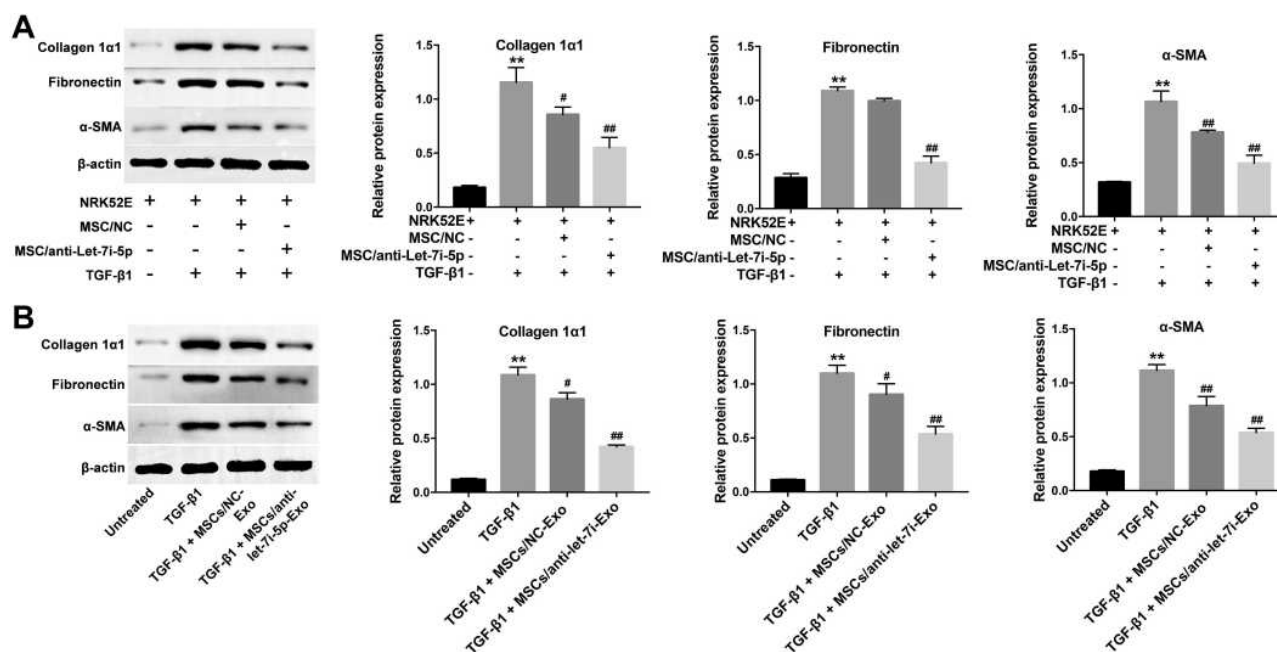 A
Collagen 1α1
Fibronectin
α-SMA
β-actin
NRK52E + + + +
MSC/NC - - + -
MSC/anti-Let-7i-5p - - - +
TGF-β1 - + + +
Collagen 1α1
Relative protein expression
1.5
1.0
0.5
0.0
** # ##
NRK52E + + + +
MSC/NC - - + -
MSC/anti-Let-7i-5p - - - +
TGF-β1 - + + +
Fibronectin
Relative protein expression
1.5
1.0
0.5
0.0
** ##
NRK52E + + + +
MSC/NC - - + -
MSC/anti-Let-7i-5p - - - +
TGF-β1 - + + +
α-SMA
Relative protein expression
1.5
1.0
0.5
0.0
** ## ##
NRK52E + + + +
MSC/NC - - + -
MSC/anti-Let-7i-5p - - - +
TGF-β1 - + + +
B
Collagen 1α1
Fibronectin
α-SMA
β-actin
Untreated
TGF-β1
TGF-β1 + MSCs/NC-
Exo
TGF-β1 + MSCs/anti-
let-7i-5p-Exo
Collagen 1α1
Relative protein expression
1.5
1.0
0.5
0.0
** # ##
Untreated
TGF-β1
TGF-β1 + MSCs/NC-Exo
TGF-β1 + MSCs/anti-let-7i-Exo
Fibronectin
Relative protein expression
1.5
1.0
0.5
0.0
** # ##
Untreated
TGF-β1
TGF-β1 + MSCs/NC-Exo
TGF-β1 + MSCs/anti-let-7i-Exo
α-SMA
Relative protein expression
1.5
1.0
0.5
0.0
** ## ##
Untreated
TGF-β1
TGF-β1 + MSCs/NC-Exo
TGF-β1 + MSCs/anti-let-7i-Exo